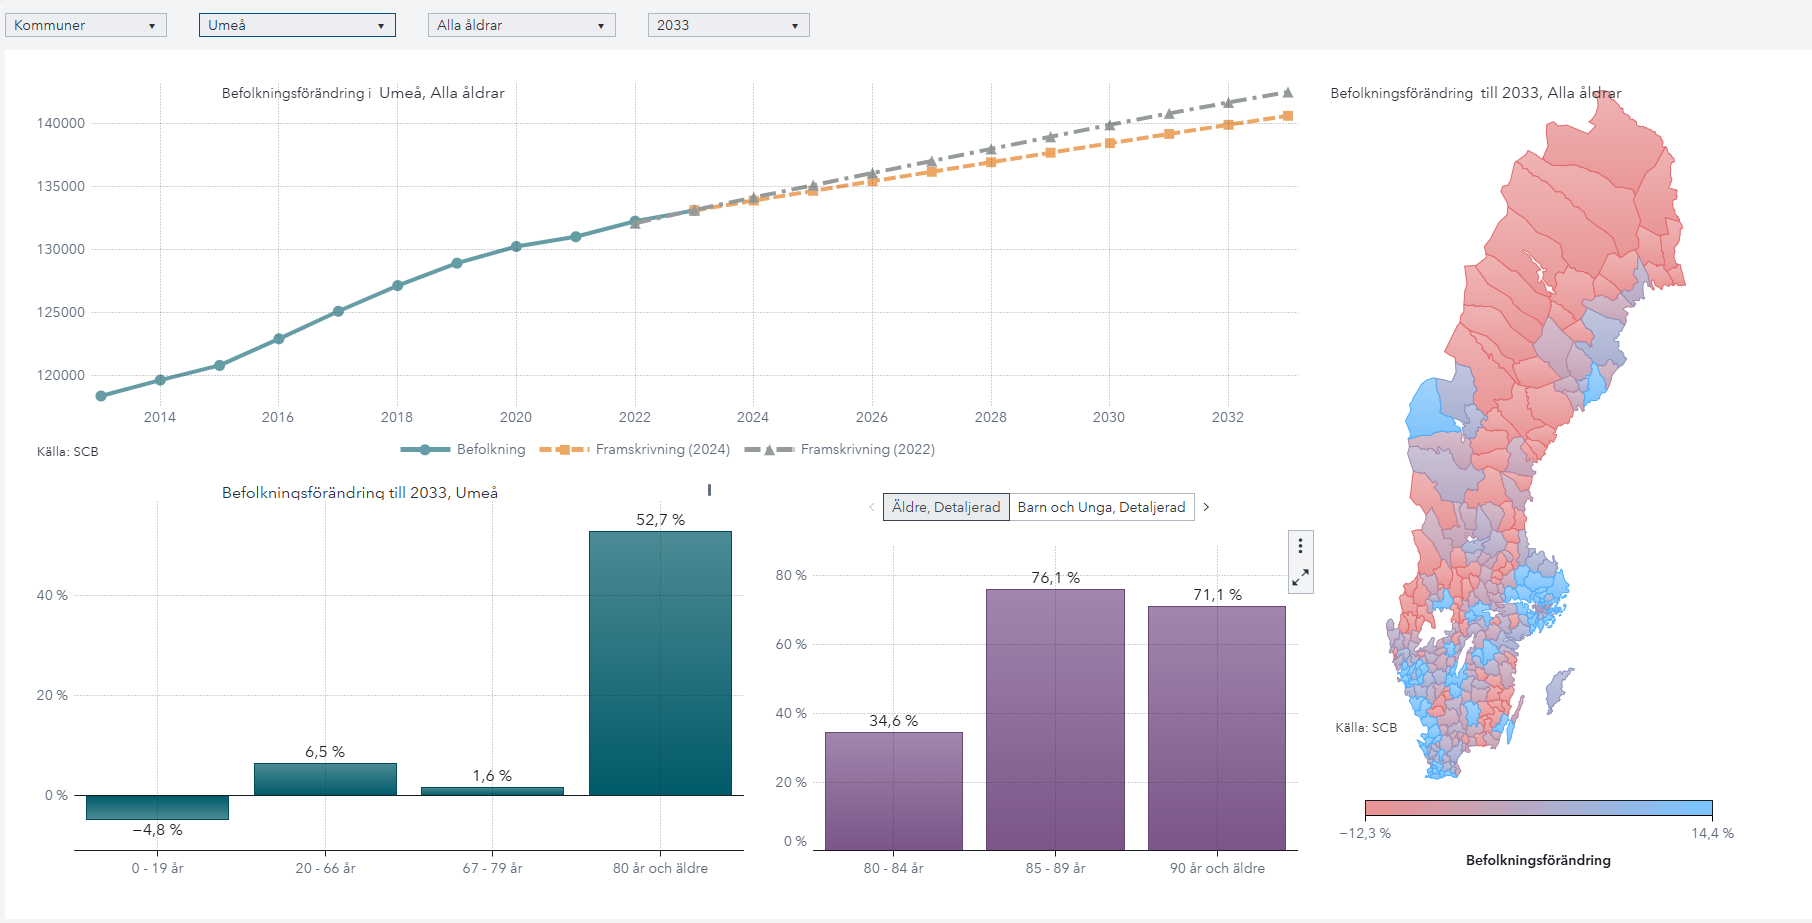 Kommuner
Umeå
Alla åldrar
2033
Befolkningsförändring i Umeå, Alla åldrar
140000
135000
130000
125000
120000
2014 2016 2018 2020 2022 2024 2026 2028 2030 2032
Källa: SCB
Befolkning Framskrivning (2024) Framskrivning (2022)
Befolkningsförändring till 2033, Umeå
40 %
20 %
0 %
−4,8 %
6,5 %
1,6 %
52,7 %
0 - 19 år 20 - 66 år 67 - 79 år 80 år och äldre
Äldre, Detaljerad Barn och Unga, Detaljerad
80 %
60 %
40 %
20 %
0 %
34,6 %
76,1 %
71,1 %
80 - 84 år 85 - 89 år 90 år och äldre
Befolkningsförändring till 2033, Alla åldrar
Källa: SCB
−12,3 % 14,4 %
Befolkningsförändring